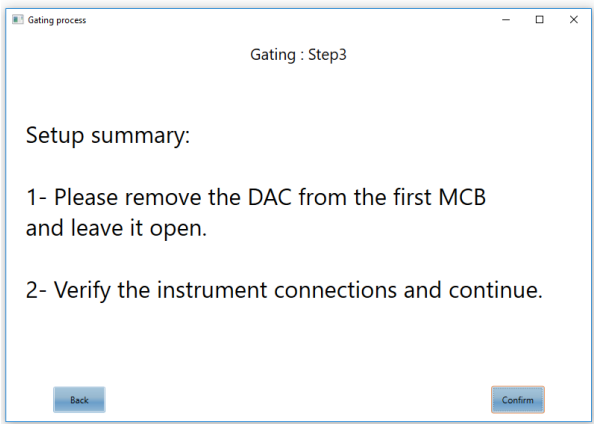 Gating process
Gating : Step3
Setup summary:
1- Please remove the DAC from the first MCB
and leave it open.
2- Verify the instrument connections and continue.
Back
Confirm